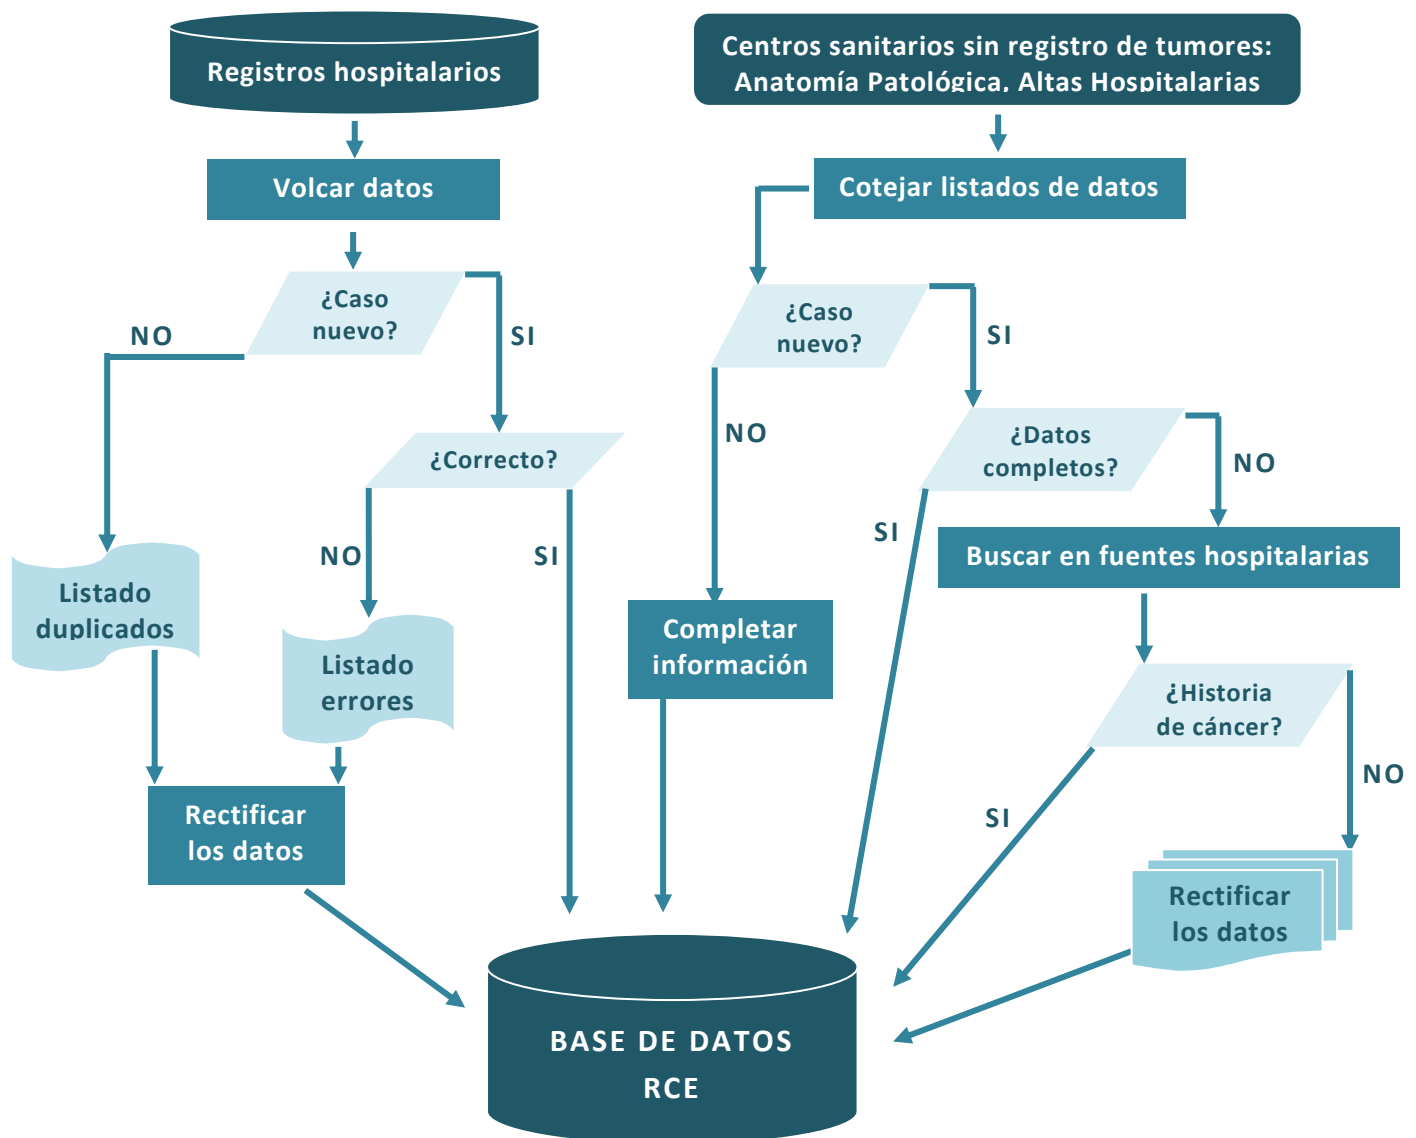 Registros hospitalarios
Centros sanitarios sin registro de tumores:
Anatomía Patológica, Altas Hospitalarias
Volcar datos
Cotejar listados de datos
¿Caso
nuevo?
NO
SI
¿Caso
nuevo?
SI
NO
¿Correcto?
¿Datos
completos?
NO
NO
SI
SI
Buscar en fuentes hospitalarias
Listado
duplicados
Listado
errores
Completar
información
¿Historia
de cáncer?
NO
SI
Rectificar
los datos
Rectificar
los datos
BASE DE DATOS
RCE